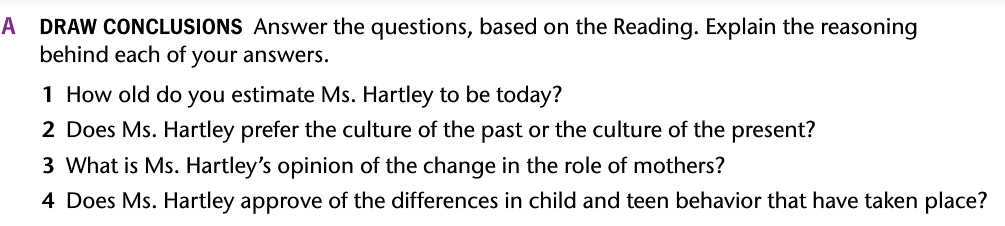 A DRAW CONCLUSIONS Answer the questions, based on the Reading. Explain the reasoning
behind each of your answers.
1 How old do you estimate Ms. Hartley to be today?
2 Does Ms. Hartley prefer the culture of the past or the culture of the present?
3 What is Ms. Hartley's opinion of the change in the role of mothers?
4 Does Ms. Hartley approve of the differences in child and teen behavior that have taken place?